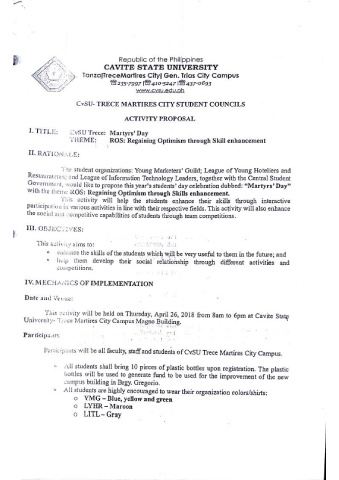 Republic of the Philippines
CAVITE STATE UNIVERSITY
Tanza|TreceMartires City| Gen. Trias City Campus
☎235-7997 |☎410-5247 ☎437-0693
www.cvsu.edu.ph
CvSU- TRECE MARTIRES CITY STUDENT COUNCILS
ACTIVITY PROPOSAL
I. TITLE: CvSU Trece: Martyrs' Day
THEME: ROS: Regaining Optimism through Skill enhancement
II. RATIONALE:
The student organizations: Young Marketers' Guild; League of Young Hoteliers and
and League of Information Technology Leaders, together with the Central Student
Government, would like to propose this year's students' day celebration dubbed: "Martyrs' Day"
with the theme: ROS: Regaining Optimism through Skills enhancement.
This activity will help the students enhance their skills through interactive
participation in various activities in line with their respective fields. This activity will also enhance
the social and competitive capabilities of students through team competitions.
III. OBJECTIVES:
This activity aims to:
• enhance the skills of the students which will be very useful to them in the future; and
• help them develop their social relationship through different activities and
competitions.
IV. MECHANICS OF IMPLEMENTATION
Date and Venue:
This activity will be held on Thursday, April 26, 2018 from 8am to 6pm at Cavite State
University- Trece Martires City Campus Magno Building.
Participants
Participants will be all faculty, staff and students of CvSU Trece Martires City Campus.
• All students shall bring 10 pieces of plastic bottles upon registration. The plastic
bottles will be used to generate fund to be used for the improvement of the new
campus building in Brgy. Gregorio.
• All students are highly encouraged to wear their organization colors/shirts:
o YMG – Blue, yellow and green
o LYHR – Maroon
o LITL – Gray